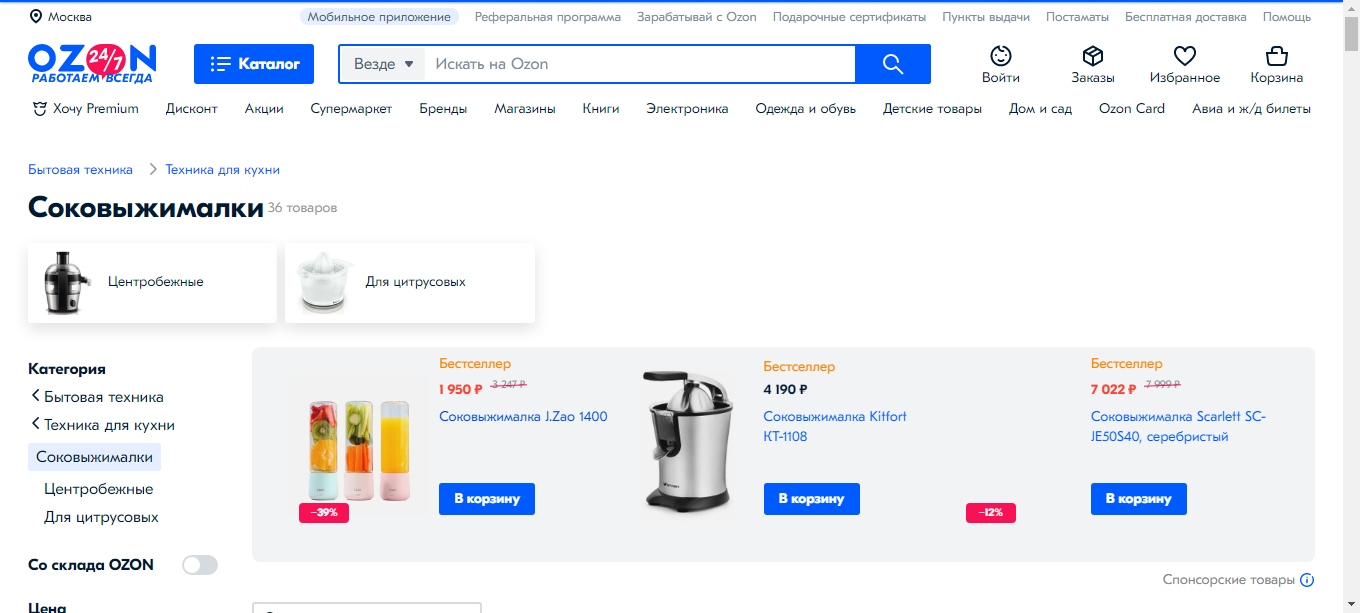 Москва
Мобильное приложение
Реферальная программа
Зарабатывай с Ozon
Подарочные сертификаты
Пункты выдачи
Постаматы
Бесплатная доставка
Помощь
OZON
24/7
РАБОТАЕМ ВСЕГДА
Каталог
Везде
Искать на Ozon
Войти
Заказы
Избранное
Корзина
Хочу Premium
Дисконт
Акции
Супермаркет
Бренды
Магазины
Книги
Электроника
Одежда и обувь
Детские товары
Дом и сад
Ozon Card
Авиа и ж/д билеты
Бытовая техника
Техника для кухни
Соковыжималки 36 товаров
Центробежные
Для цитрусовых
Категория
Бытовая техника
Техника для кухни
Соковыжималки
Центробежные
Для цитрусовых
Со склада OZON
Цена
Бестселлер
1 950 ₽ 3 247 ₽
Соковыжималка J.Zao 1400
В корзину
−39%
Бестселлер
4 190 ₽
Соковыжималка Kitfort
КТ-1108
В корзину
−12%
Бестселлер
7 022 ₽ 7 999 ₽
Соковыжималка Scarlett SC-
JE50S40, серебристый
В корзину
Спонсорские товары